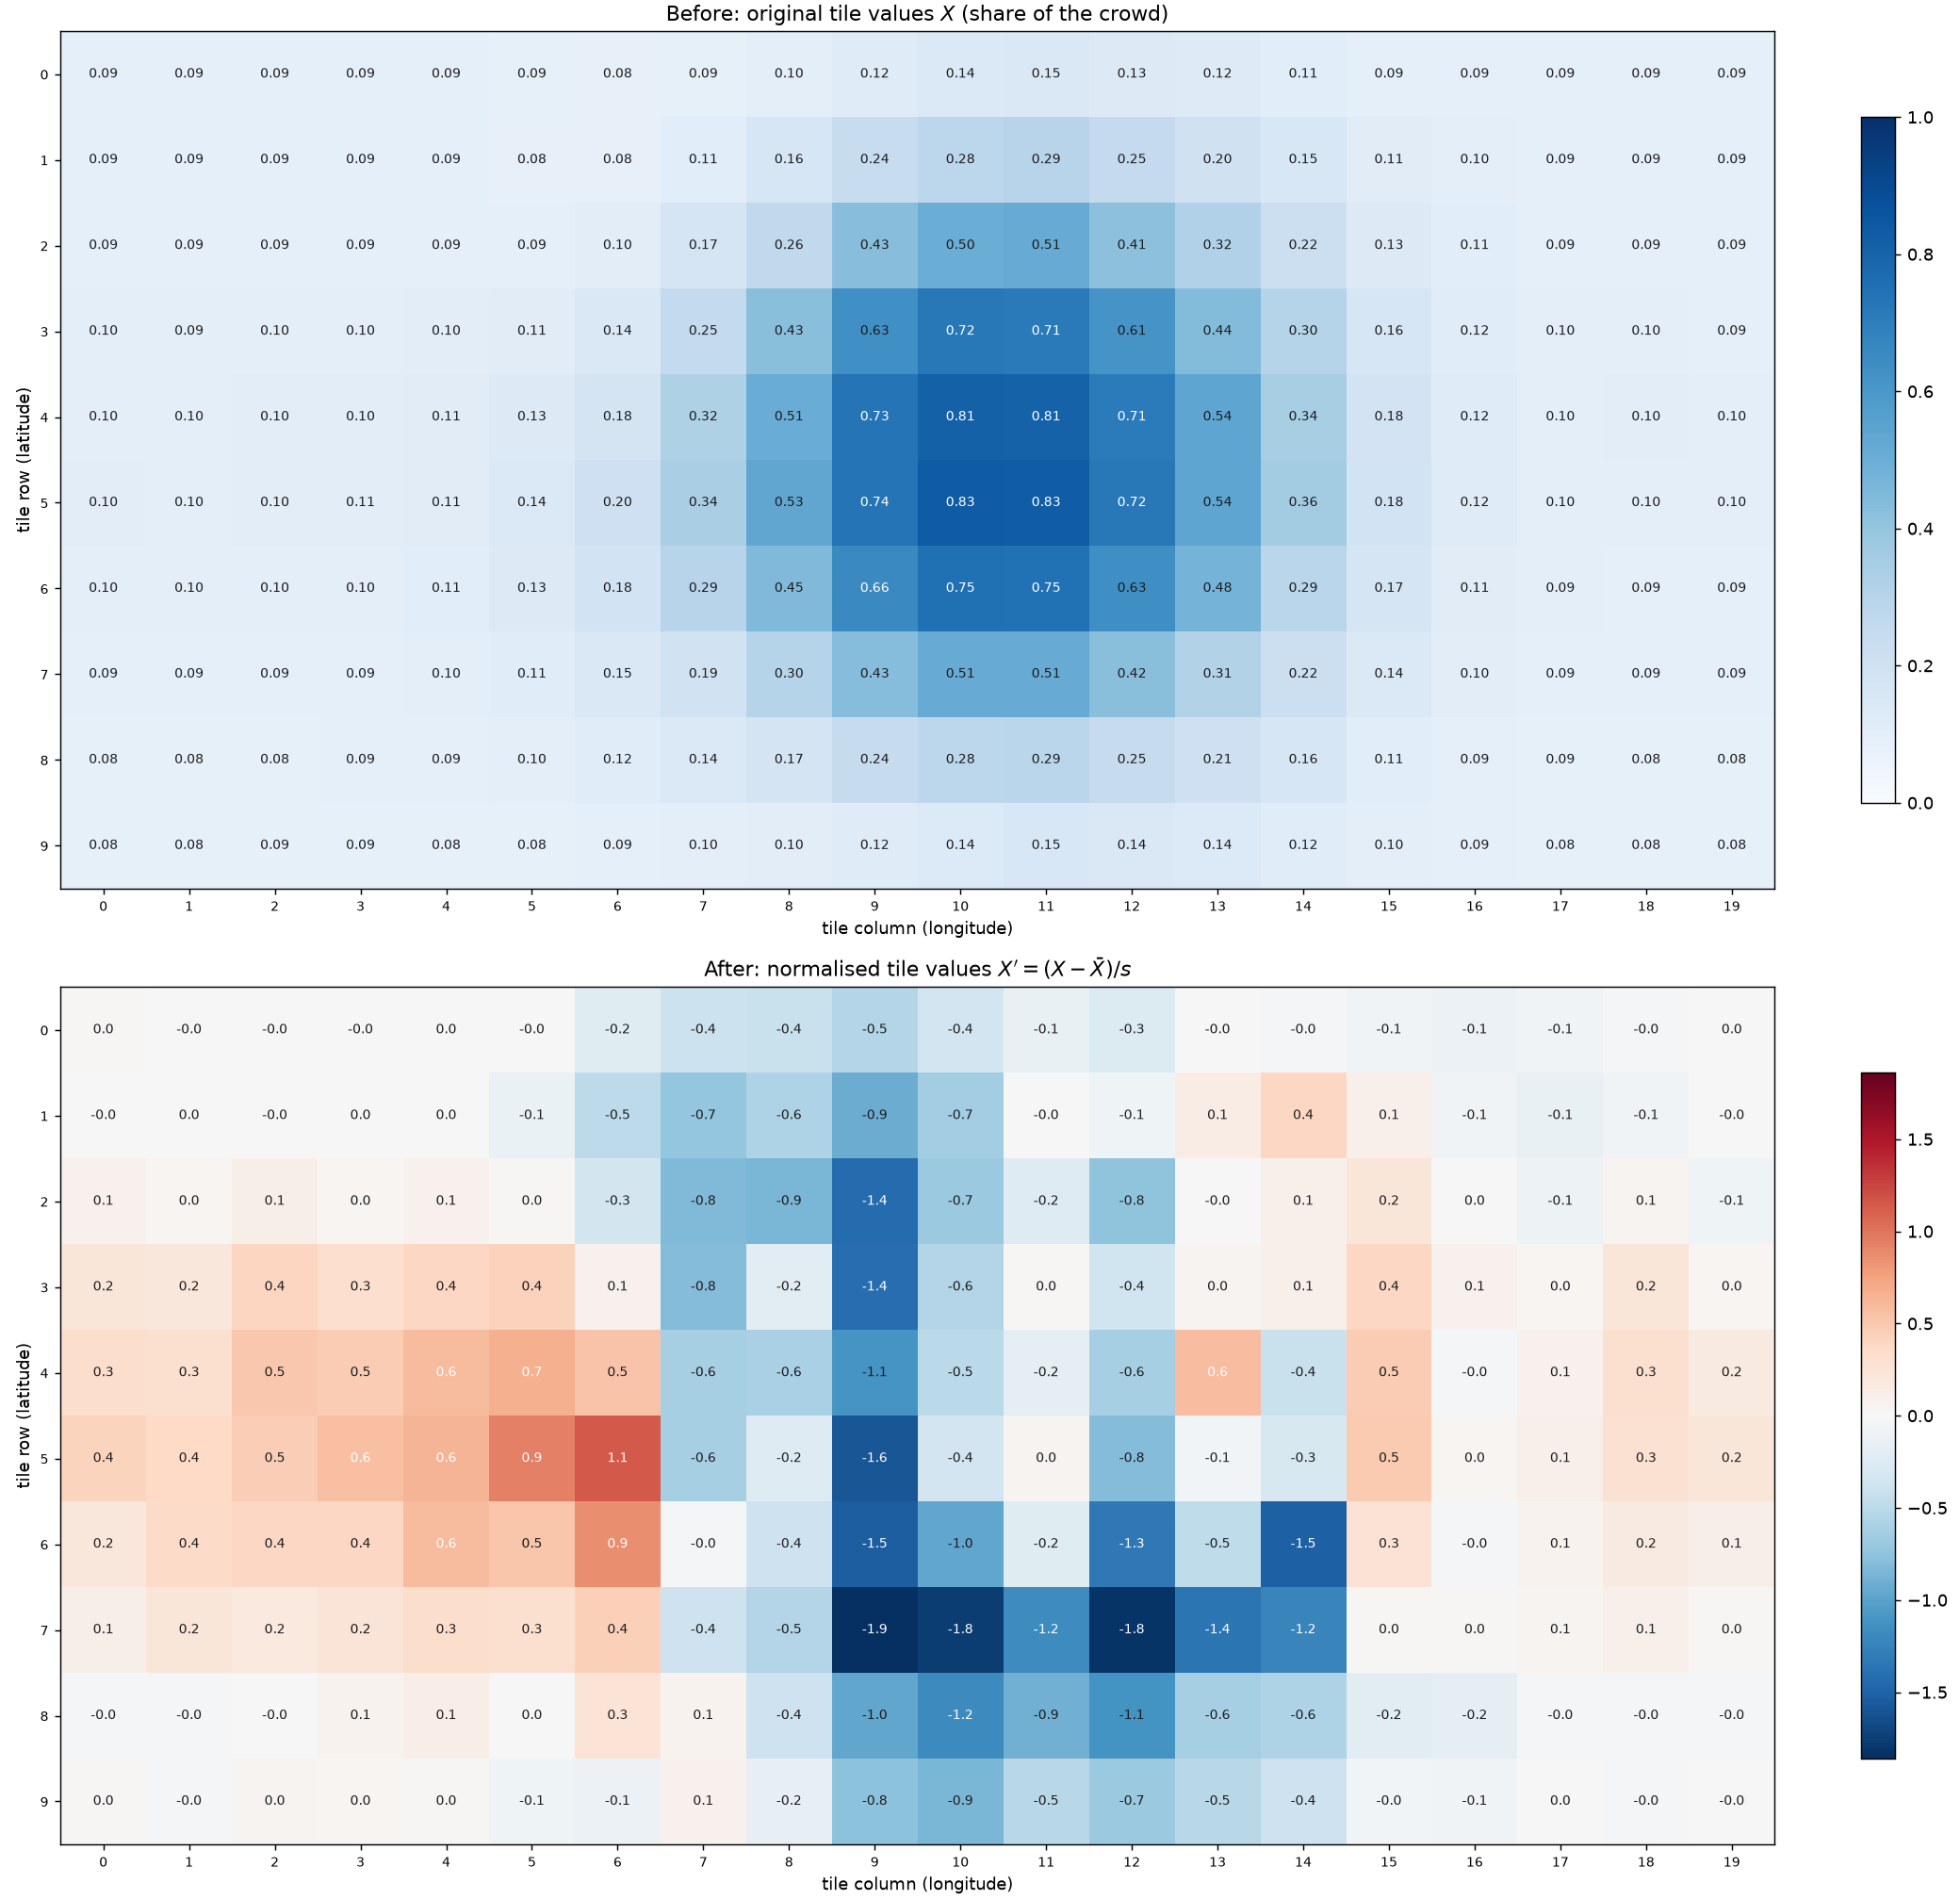 Before: original tile values X (share of the crowd)
0 0.09 0.09 0.09 0.09 0.09 0.09 0.08 0.09 0.10 0.12 0.14 0.15 0.13 0.12 0.11 0.09 0.09 0.09 0.09 0.09
1 0.09 0.09 0.09 0.09 0.09 0.08 0.08 0.11 0.16 0.24 0.28 0.29 0.25 0.20 0.15 0.11 0.10 0.09 0.09 0.09
2 0.09 0.09 0.09 0.09 0.09 0.09 0.10 0.17 0.26 0.43 0.50 0.51 0.41 0.32 0.22 0.13 0.11 0.09 0.09 0.09
3 0.10 0.09 0.10 0.10 0.10 0.11 0.14 0.25 0.43 0.63 0.72 0.71 0.61 0.44 0.30 0.16 0.12 0.10 0.10 0.09
4 0.10 0.10 0.10 0.10 0.11 0.13 0.18 0.32 0.51 0.73 0.81 0.81 0.71 0.54 0.34 0.18 0.12 0.10 0.10 0.10
5 0.10 0.10 0.10 0.11 0.11 0.14 0.20 0.34 0.53 0.74 0.83 0.83 0.72 0.54 0.36 0.18 0.12 0.10 0.10 0.10
6 0.10 0.10 0.10 0.10 0.11 0.13 0.18 0.29 0.45 0.66 0.75 0.75 0.63 0.48 0.29 0.17 0.11 0.09 0.09 0.09
7 0.09 0.09 0.09 0.09 0.10 0.11 0.15 0.19 0.30 0.43 0.51 0.51 0.42 0.31 0.22 0.14 0.10 0.09 0.09 0.09
8 0.08 0.08 0.08 0.09 0.09 0.10 0.12 0.14 0.17 0.24 0.28 0.29 0.25 0.21 0.16 0.11 0.09 0.09 0.08 0.08
9 0.08 0.08 0.09 0.09 0.08 0.08 0.09 0.10 0.10 0.12 0.14 0.15 0.14 0.14 0.12 0.10 0.09 0.08 0.08 0.08
0 1 2 3 4 5 6 7 8 9 10 11 12 13 14 15 16 17 18 19
tile column (longitude)
tile row (latitude)
1.0
0.8
0.6
0.4
0.2
0.0
After: normalised tile values X′ = (X − X̄)/s
0 0.0 -0.0 -0.0 -0.0 0.0 -0.0 -0.2 -0.4 -0.4 -0.5 -0.4 -0.1 -0.3 -0.0 -0.0 -0.1 -0.1 -0.1 -0.0 0.0
1 -0.0 0.0 -0.0 0.0 0.0 -0.1 -0.5 -0.7 -0.6 -0.9 -0.7 -0.0 -0.1 0.1 0.4 0.1 -0.1 -0.1 -0.1 -0.0
2 0.1 0.0 0.1 0.0 0.1 0.0 -0.3 -0.8 -0.9 -1.4 -0.7 -0.2 -0.8 -0.0 0.1 0.2 0.0 -0.1 0.1 -0.1
3 0.2 0.2 0.4 0.3 0.4 0.4 0.1 -0.8 -0.2 -1.4 -0.6 0.0 -0.4 0.0 0.1 0.4 0.1 0.0 0.2 0.0
4 0.3 0.3 0.5 0.5 0.6 0.7 0.5 -0.6 -0.6 -1.1 -0.5 -0.2 -0.6 0.6 -0.4 0.5 -0.0 0.1 0.3 0.2
5 0.4 0.4 0.5 0.6 0.6 0.9 1.1 -0.6 -0.2 -1.6 -0.4 0.0 -0.8 -0.1 -0.3 0.5 0.0 0.1 0.3 0.2
6 0.2 0.4 0.4 0.4 0.6 0.5 0.9 -0.0 -0.4 -1.5 -1.0 -0.2 -1.3 -0.5 -1.5 0.3 -0.0 0.1 0.2 0.1
7 0.1 0.2 0.2 0.2 0.3 0.3 0.4 -0.4 -0.5 -1.9 -1.8 -1.2 -1.8 -1.4 -1.2 0.0 0.0 0.1 0.1 0.0
8 -0.0 -0.0 -0.0 0.1 0.1 0.0 0.3 0.1 -0.4 -1.0 -1.2 -0.9 -1.1 -0.6 -0.6 -0.2 -0.2 -0.0 -0.0 -0.0
9 0.0 -0.0 0.0 0.0 0.0 -0.1 -0.1 0.1 -0.2 -0.8 -0.9 -0.5 -0.7 -0.5 -0.4 -0.0 -0.1 0.0 -0.0 -0.0
0 1 2 3 4 5 6 7 8 9 10 11 12 13 14 15 16 17 18 19
tile column (longitude)
tile row (latitude)
1.5
1.0
0.5
0.0
−0.5
−1.0
−1.5